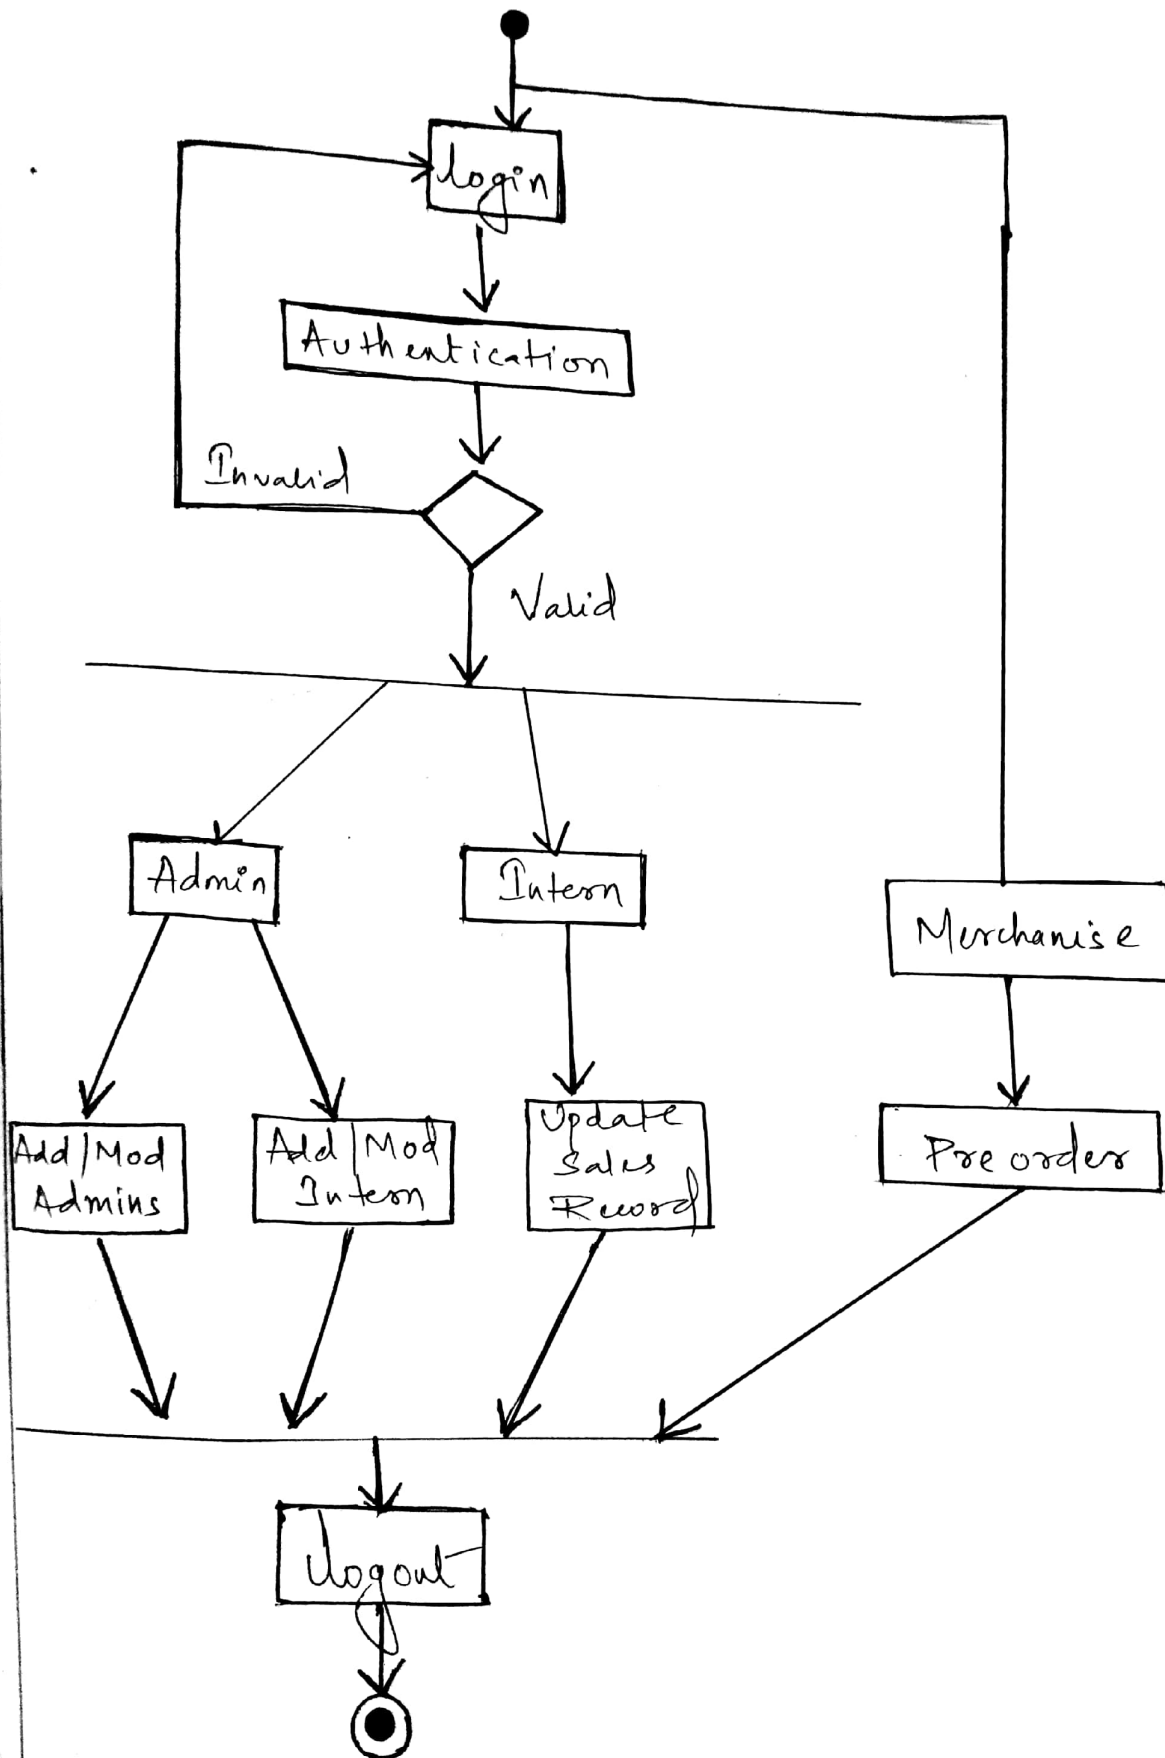 login
Authentication
Invalid
Valid
Admin
Intern
Merchanise
Add/Mod
Admins
Add/Mod
Intern
Update
Sales
Record
Pre order
logout